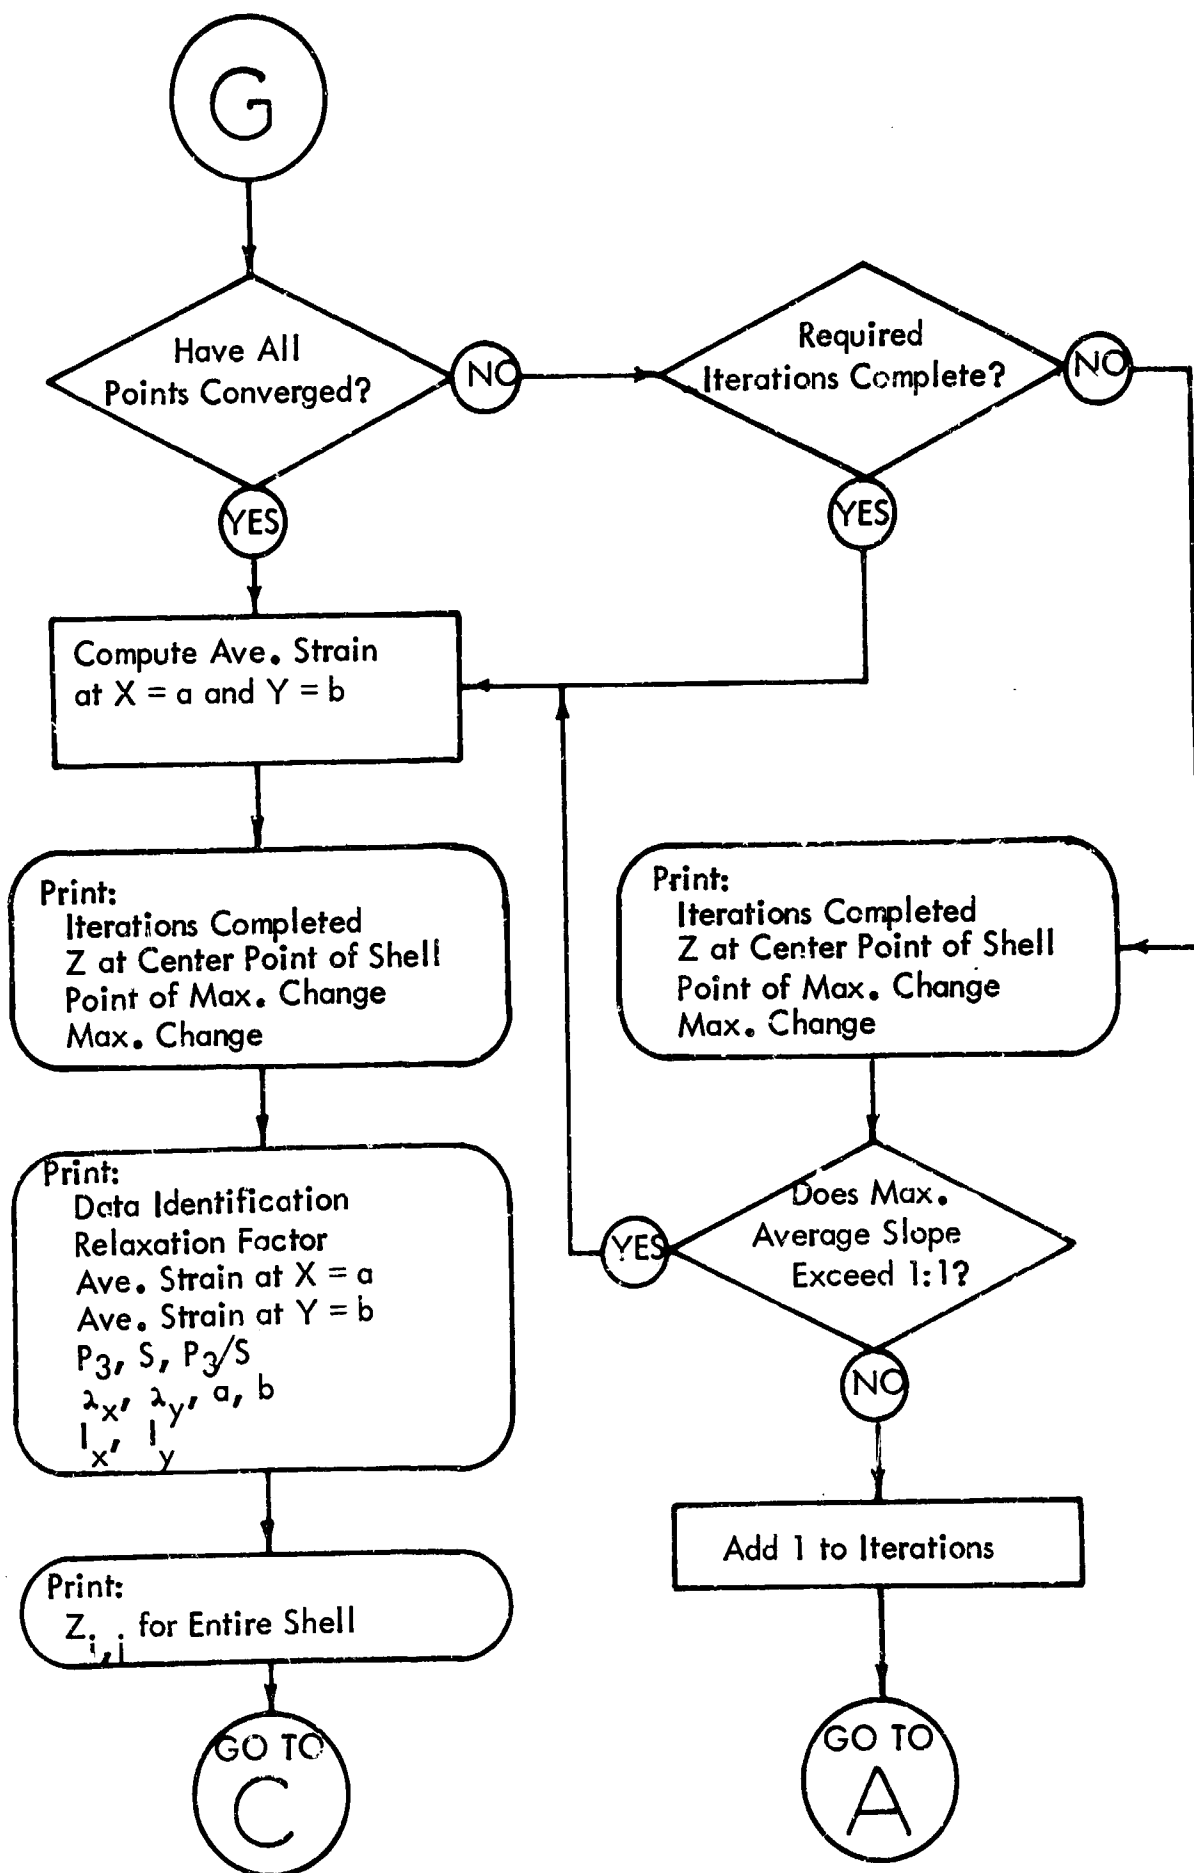 G
Have All
Points Converged?
NO
Required
Iterations Complete?
NO
YES
YES
Compute Ave. Strain
at X = a and Y = b
Print:
Iterations Completed
Z at Center Point of Shell
Point of Max. Change
Max. Change
Print:
Data Identification
Relaxation Factor
Ave. Strain at X = a
Ave. Strain at Y = b
P₃, S, P₃/S
λₓ, λ_y, a, b
lₓ, l_y
Print:
Z_i,j for Entire Shell
GO TO
C
Print:
Iterations Completed
Z at Center Point of Shell
Point of Max. Change
Max. Change
Does Max.
Average Slope
Exceed 1:1?
YES
NO
Add 1 to Iterations
GO TO
A